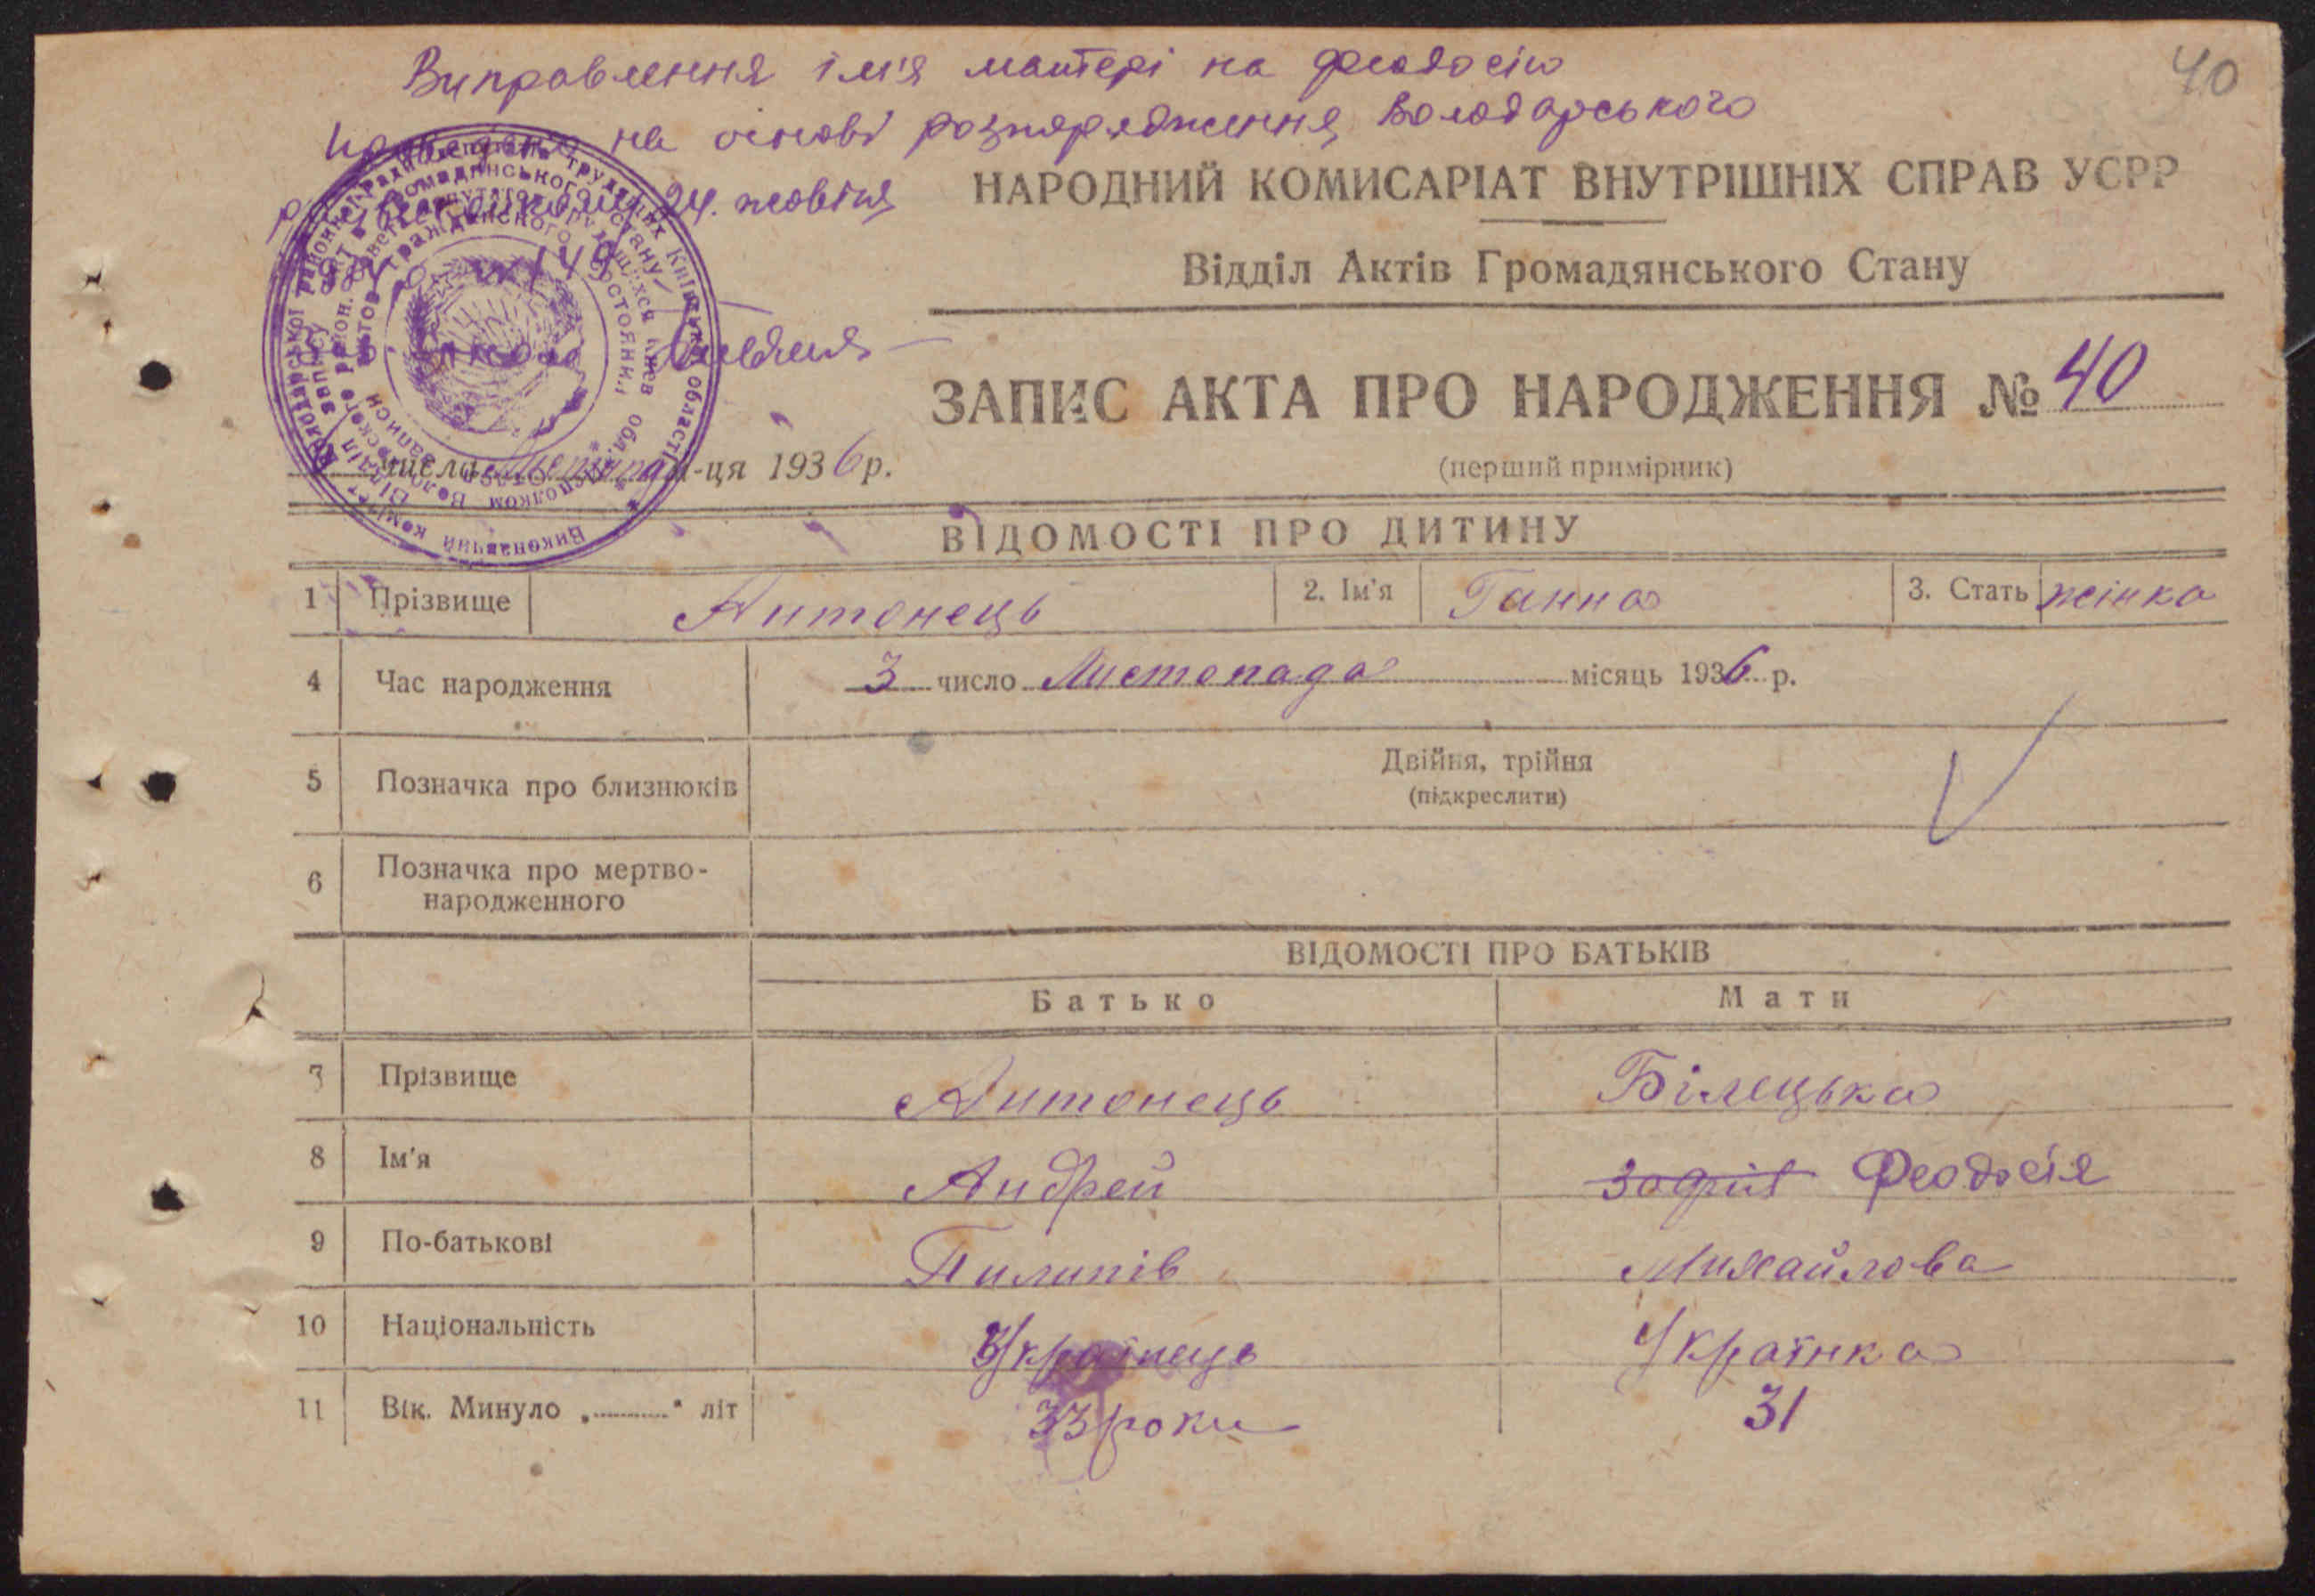 40
Виправлення ім'я матері на феодосію
на основі розпорядження Володарського
24. жовтня
149
НАРОДНИЙ КОМИСАРІАТ ВНУТРІШНІХ СПРАВ УСРР
Відділ Актів Громадянського Стану
ЗАПИС АКТА ПРО НАРОДЖЕННЯ № 40
(перший примірник)
числа Листопада м-ця 1936 р.
ВІДОМОСТІ ПРО ДИТИНУ
1 Прізвище Антонець 2. Ім'я Ганна 3. Стать жінка
4 Час народження 3 число Листопада місяць 1936 р.
5 Позначка про близнюків Двійня, трійня
(підкреслити)
6 Позначка про мертво-
народженного
ВІДОМОСТІ ПРО БАТЬКІВ
Батько Мати
7 Прізвище Антонець Білецька
8 Ім'я Андрей Зофія Феодосія
9 По-батькові Пилипів Михайлова
10 Національність Українець Українка
11 Вік. Минуло „............" літ 33 роки 31